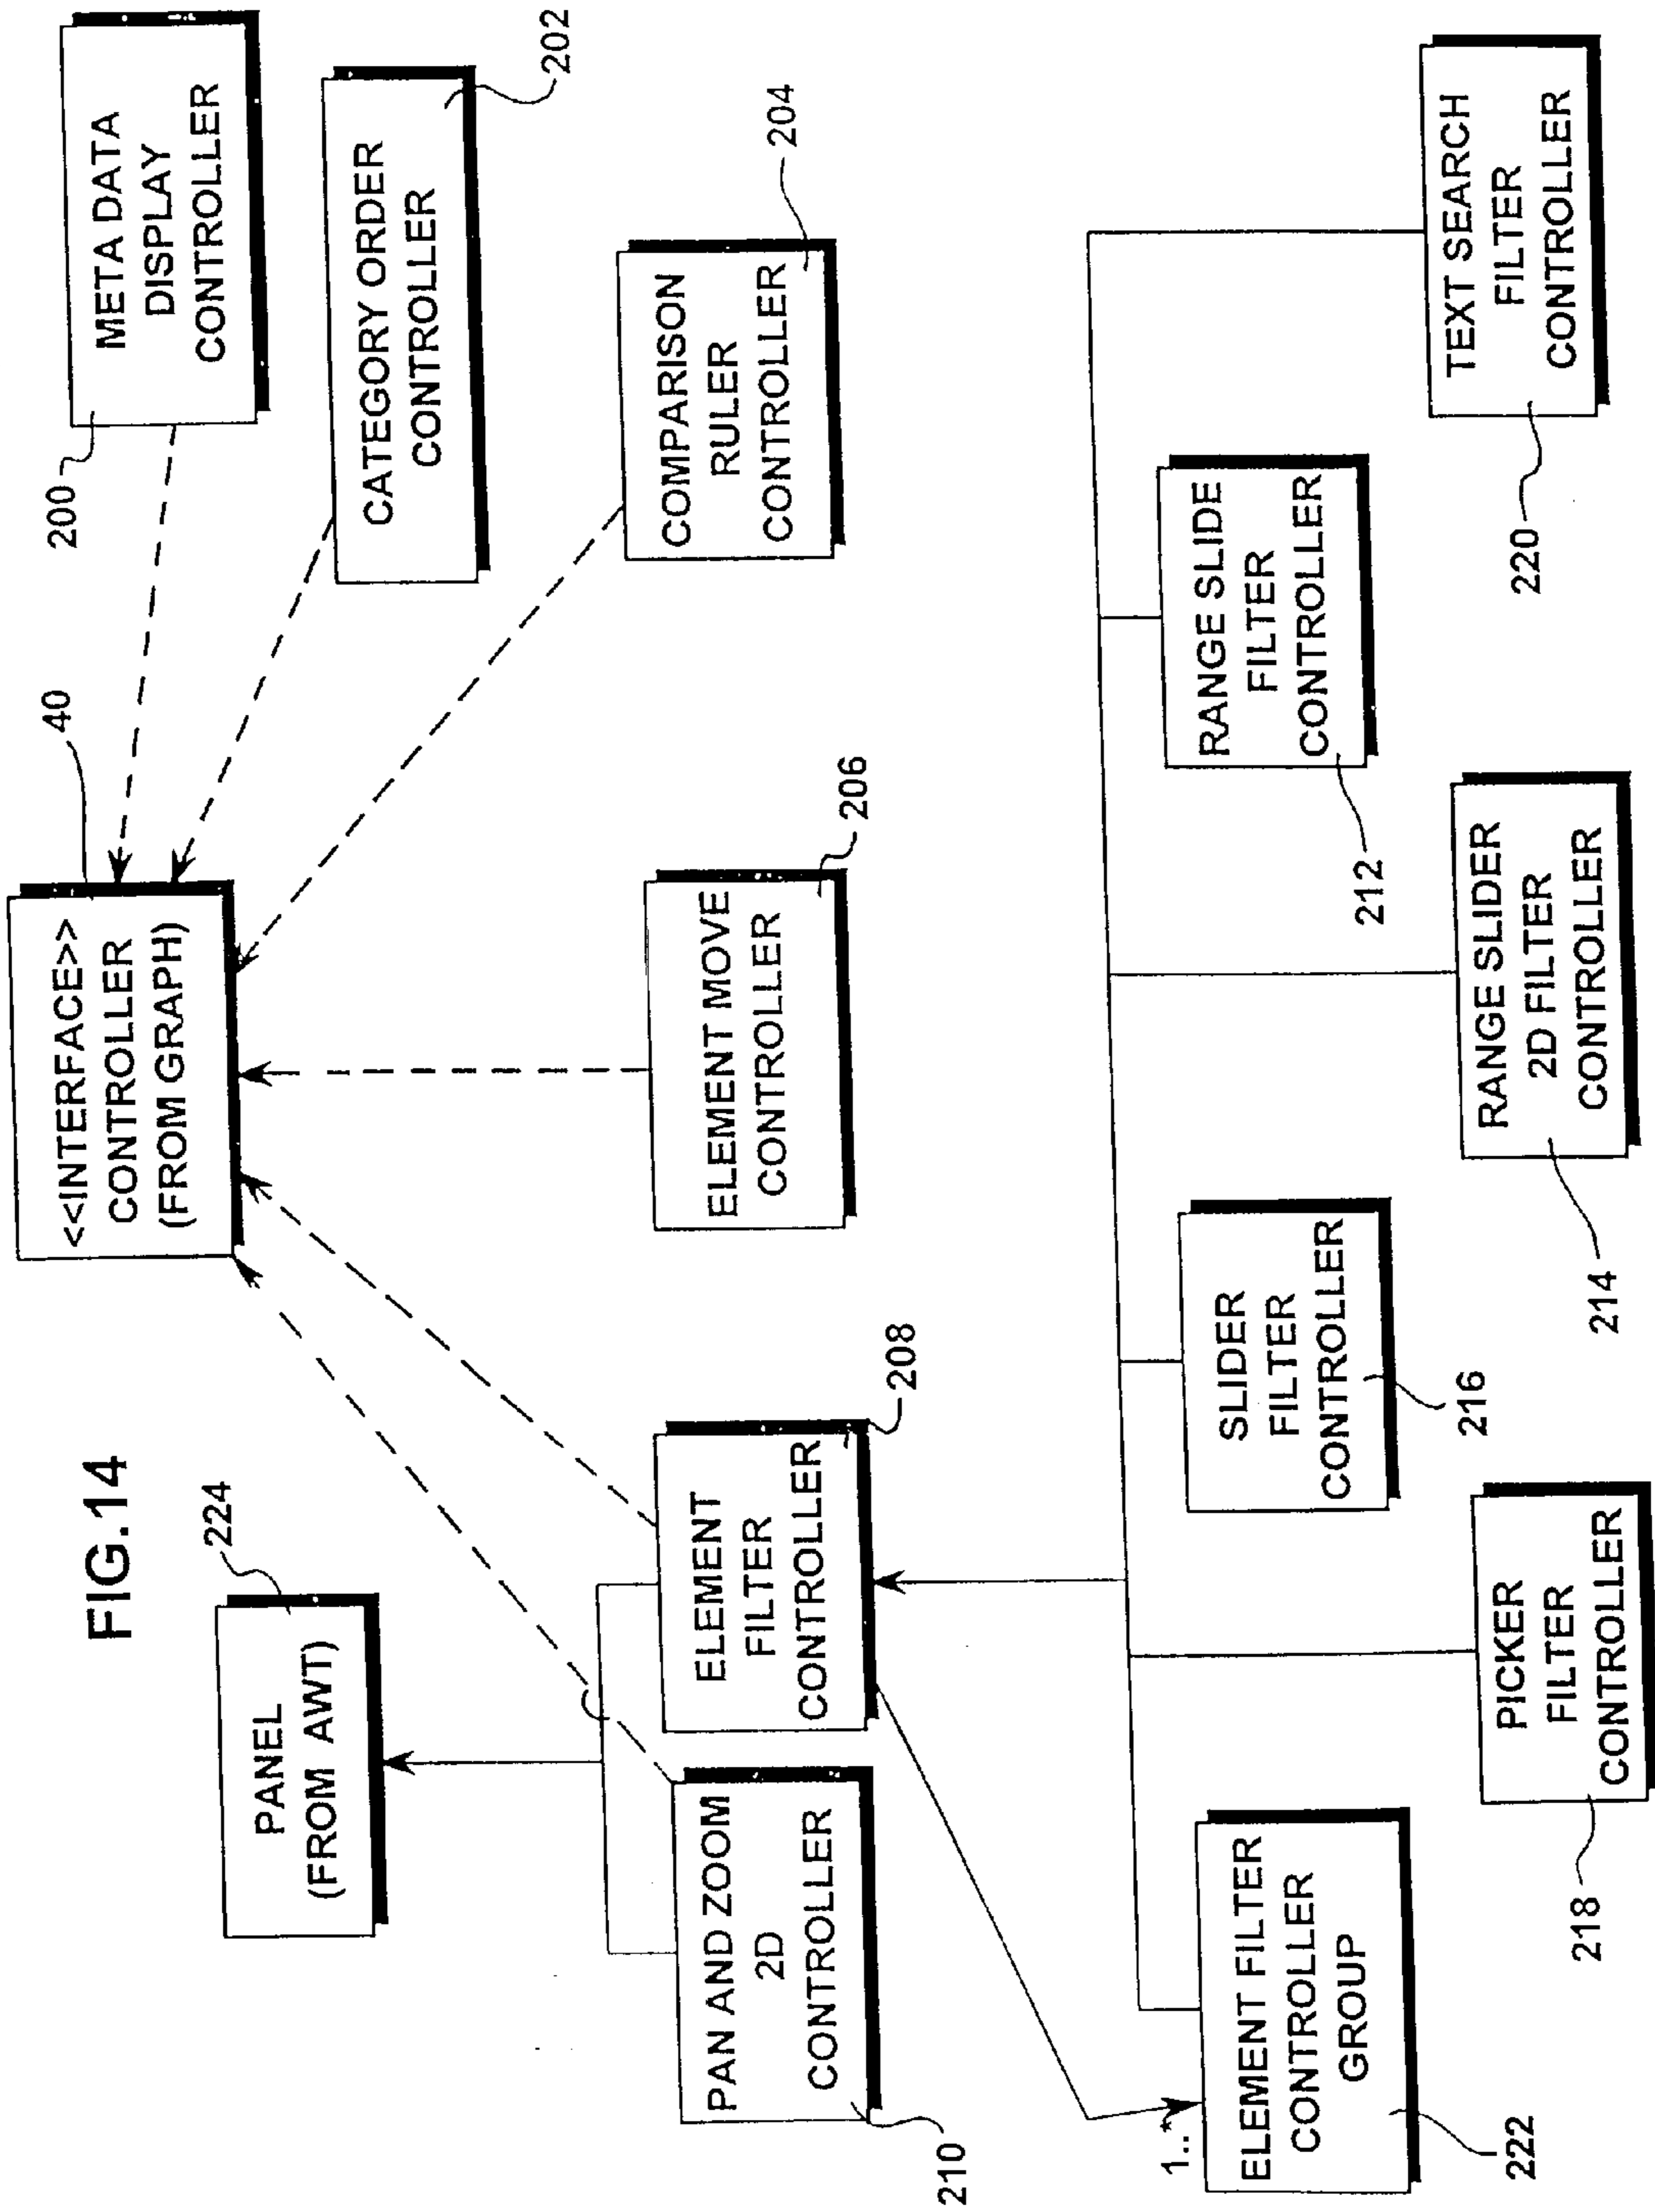 FIG.14
<<INTERFACE>>
CONTROLLER
(FROM GRAPH)
40
PANEL
(FROM AWT)
224
META DATA
DISPLAY
CONTROLLER
200
CATEGORY ORDER
CONTROLLER
202
COMPARISON
RULER
CONTROLLER
204
ELEMENT MOVE
CONTROLLER
206
ELEMENT
FILTER
CONTROLLER
208
PAN AND ZOOM
2D
CONTROLLER
210
1..*
ELEMENT FILTER
CONTROLLER
GROUP
222
PICKER
FILTER
CONTROLLER
218
SLIDER
FILTER
CONTROLLER
216
RANGE SLIDER
2D FILTER
CONTROLLER
214
RANGE SLIDE
FILTER
CONTROLLER
212
TEXT SEARCH
FILTER
CONTROLLER
220